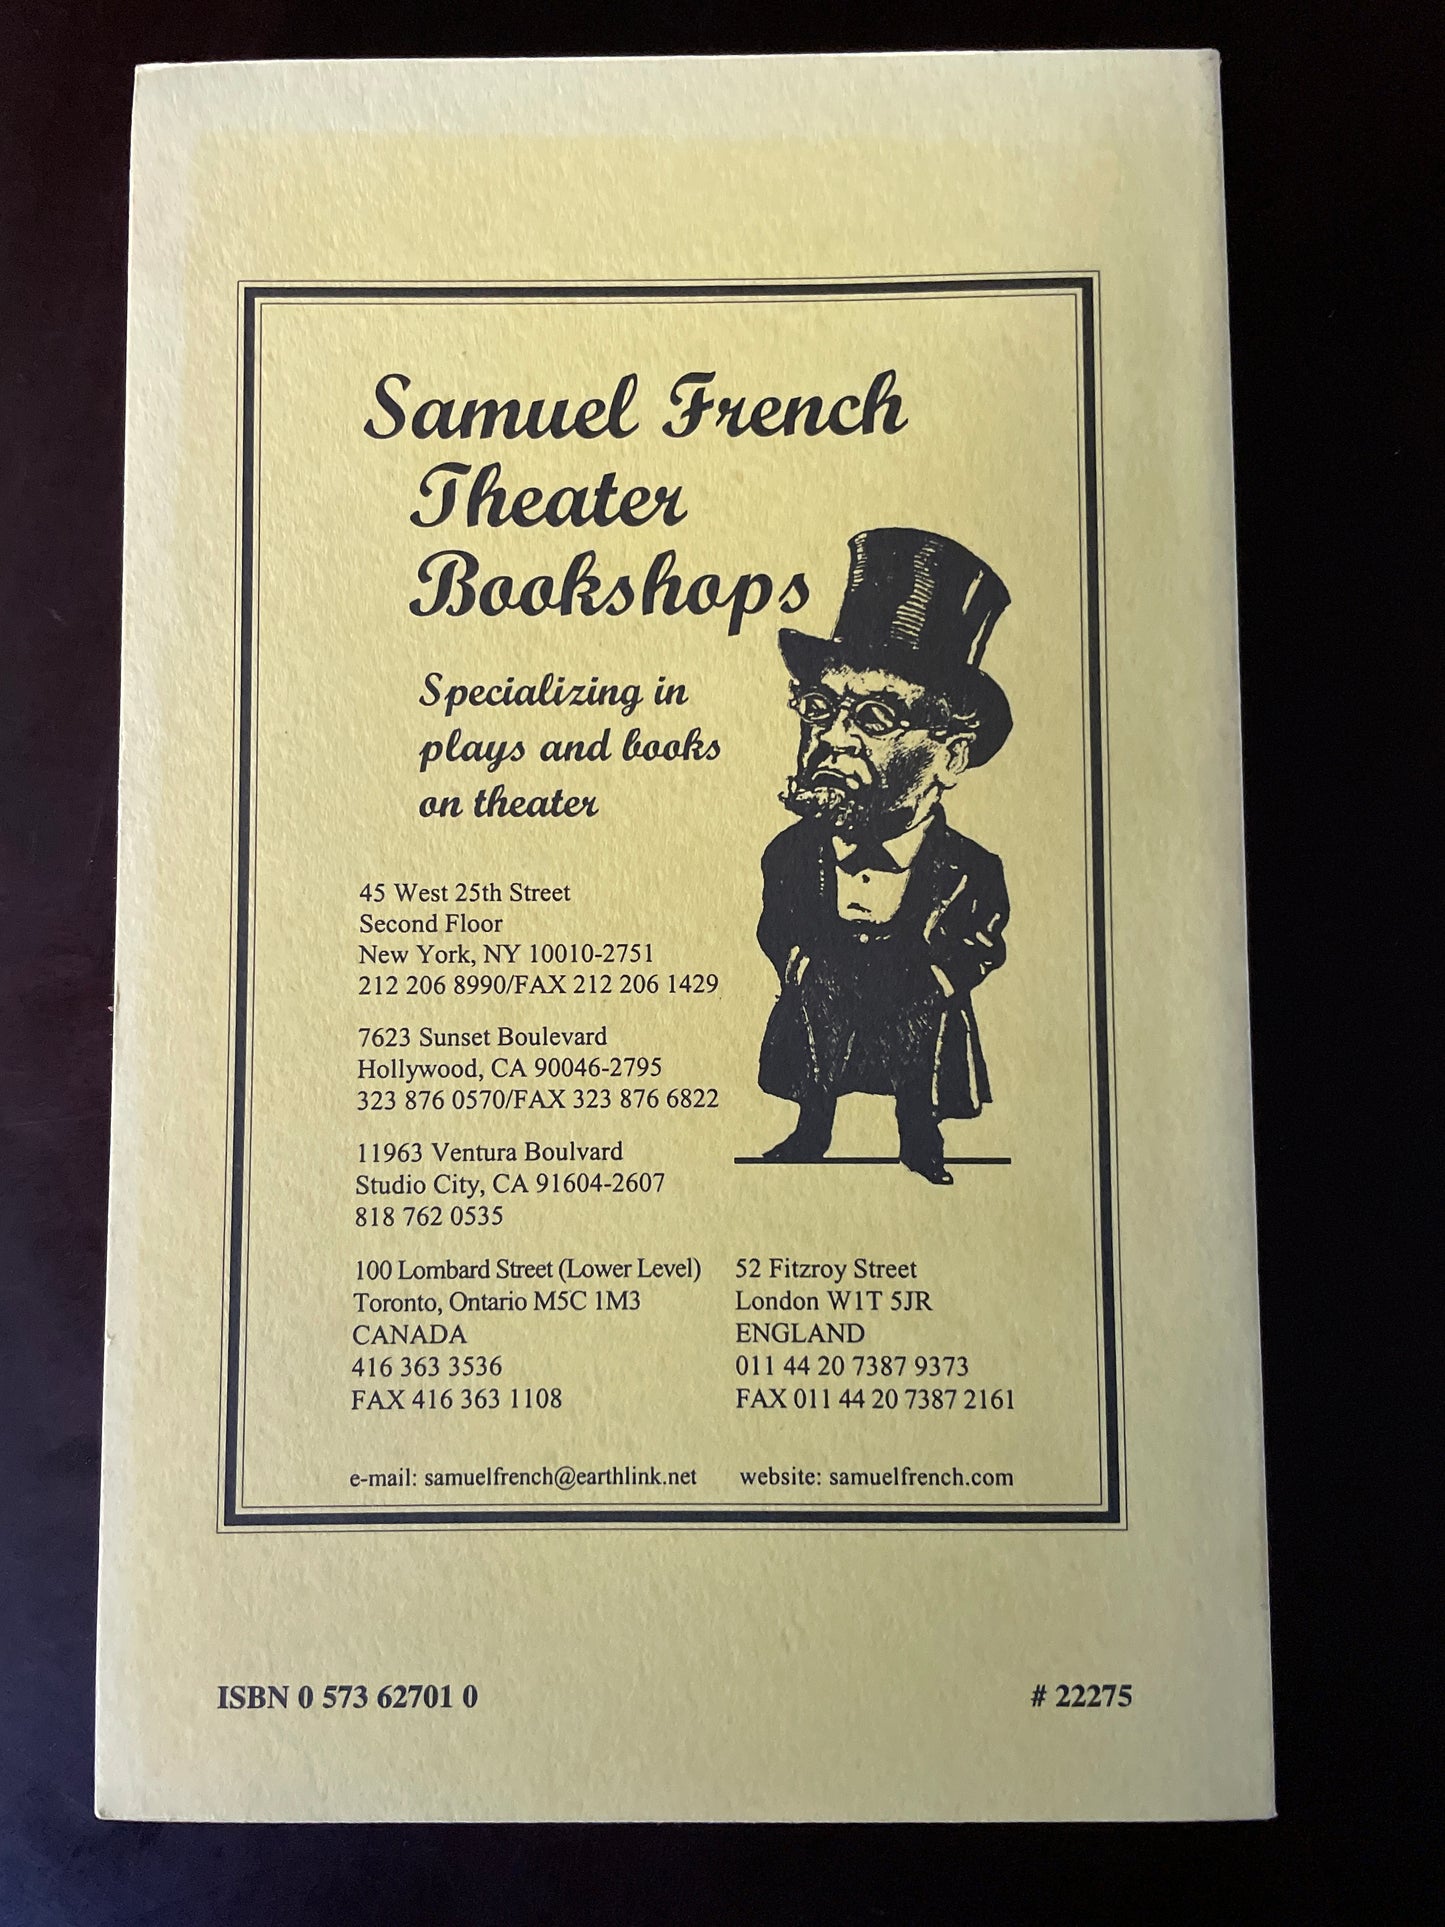 Samuel French
Theater
Bookshops
Specializing in
plays and books
on theater
45 West 25th Street
Second Floor
New York, NY 10010-2751
212 206 8990/FAX 212 206 1429
7623 Sunset Boulevard
Hollywood, CA 90046-2795
323 876 0570/FAX 323 876 6822
11963 Ventura Boulvard
Studio City, CA 91604-2607
818 762 0535
100 Lombard Street (Lower Level)
Toronto, Ontario M5C 1M3
CANADA
416 363 3536
FAX 416 363 1108
52 Fitzroy Street
London W1T 5JR
ENGLAND
011 44 20 7387 9373
FAX 011 44 20 7387 2161
e-mail: samuelfrench@earthlink.net
website: samuelfrench.com
ISBN 0 573 62701 0
# 22275